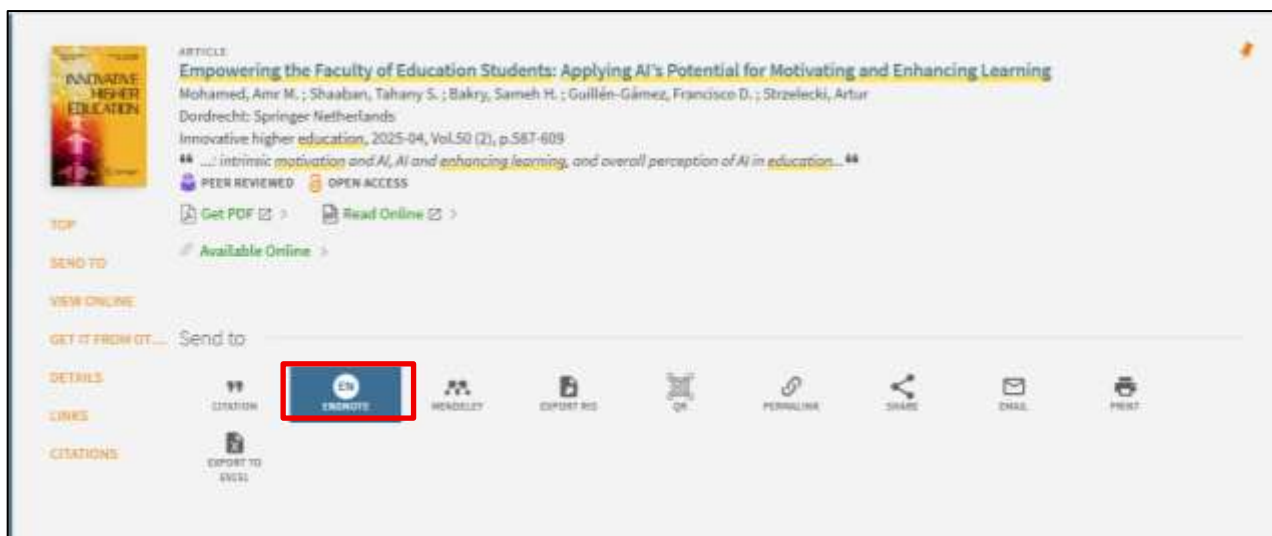 INNOVATIVE
HIGHER
EDUCATION
Springer
ARTICLE
Empowering the Faculty of Education Students: Applying AI's Potential for Motivating and Enhancing Learning
Mohamed, Amr M. ; Shaaban, Tahany S. ; Bakry, Sameh H. ; Guillén-Gámez, Francisco D. ; Strzelecki, Artur
Dordrecht: Springer Netherlands
Innovative higher education, 2025-04, Vol.50 (2), p.587-609
❝ ...: intrinsic motivation and AI, AI and enhancing learning, and overall perception of AI in education... ❝
PEER REVIEWED OPEN ACCESS
Get PDF > Read Online >
Available Online >
TOP
SEND TO
VIEW ONLINE
GET IT FROM OT....
DETAILS
LINKS
CITATIONS
Send to
CITATION
EN
ENDNOTE
MENDELEY
EXPORT RIS
QR
PERMALINK
SHARE
EMAIL
PRINT
EXPORT TO